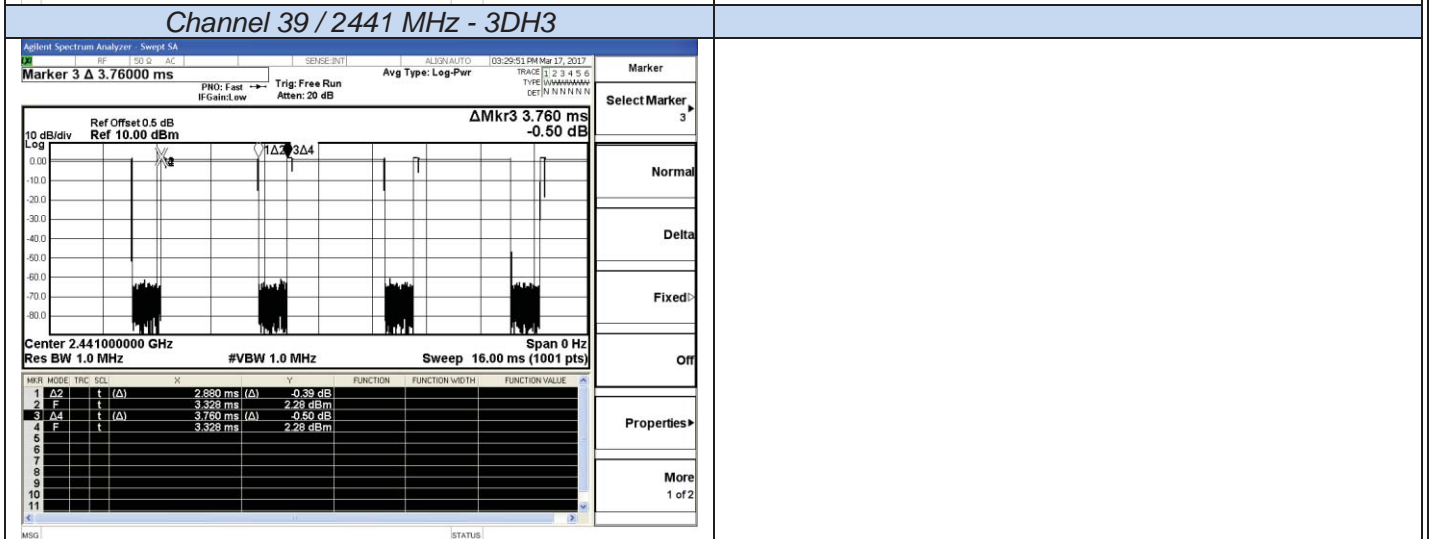 Channel 39 / 2441 MHz - 3DH3
Agilent Spectrum Analyzer - Swept SA
RF 50 Ω AC SENSE:INT ALIGN AUTO 03:29:51 PM Mar 17, 2017
Marker 3 Δ 3.76000 ms
PNO: Fast Trig: Free Run
IFGain:Low Atten: 20 dB
Avg Type: Log-Pwr
TRACE 1 2 3 4 5 6
TYPE
DET N N N N N N
Marker
Select Marker
3
Normal
Delta
Fixed
Off
Properties
More
1 of 2
ΔMkr3 3.760 ms
-0.50 dB
Ref Offset 0.5 dB
10 dB/div Ref 10.00 dBm
Log
0.00
-10.0
-20.0
-30.0
-40.0
-50.0
-60.0
-70.0
-80.0
1Δ2 3Δ4
Center 2.441000000 GHz Span 0 Hz
Res BW 1.0 MHz #VBW 1.0 MHz Sweep 16.00 ms (1001 pts)
MKR MODE TRC SCL X Y FUNCTION FUNCTION WIDTH FUNCTION VALUE
1 Δ2 t (Δ) 2.880 ms (Δ) -0.39 dB
2 F t 3.328 ms 2.28 dBm
3 Δ4 t (Δ) 3.760 ms (Δ) -0.50 dB
4 F t 3.328 ms 2.28 dBm
5
6
7
8
9
10
11
MSG STATUS